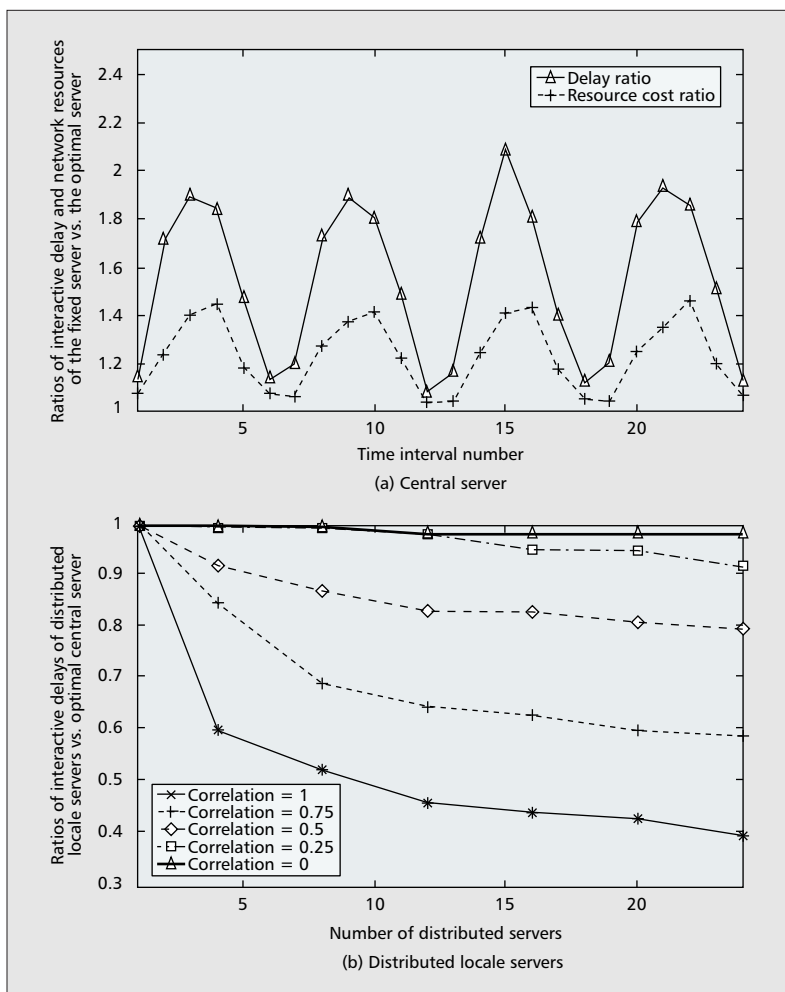 Ratios of interactive delay and network resources
of the fixed server vs. the optimal server
2.4
2.2
2
1.8
1.6
1.4
1.2
1
Delay ratio
Resource cost ratio
5
10
15
20
Time interval number
(a) Central server
Ratios of interactive delays of distributed
locale servers vs. optimal central server
1
0.9
0.8
0.7
0.6
0.5
0.4
0.3
Correlation = 1
Correlation = 0.75
Correlation = 0.5
Correlation = 0.25
Correlation = 0
5
10
15
20
Number of distributed servers
(b) Distributed locale servers